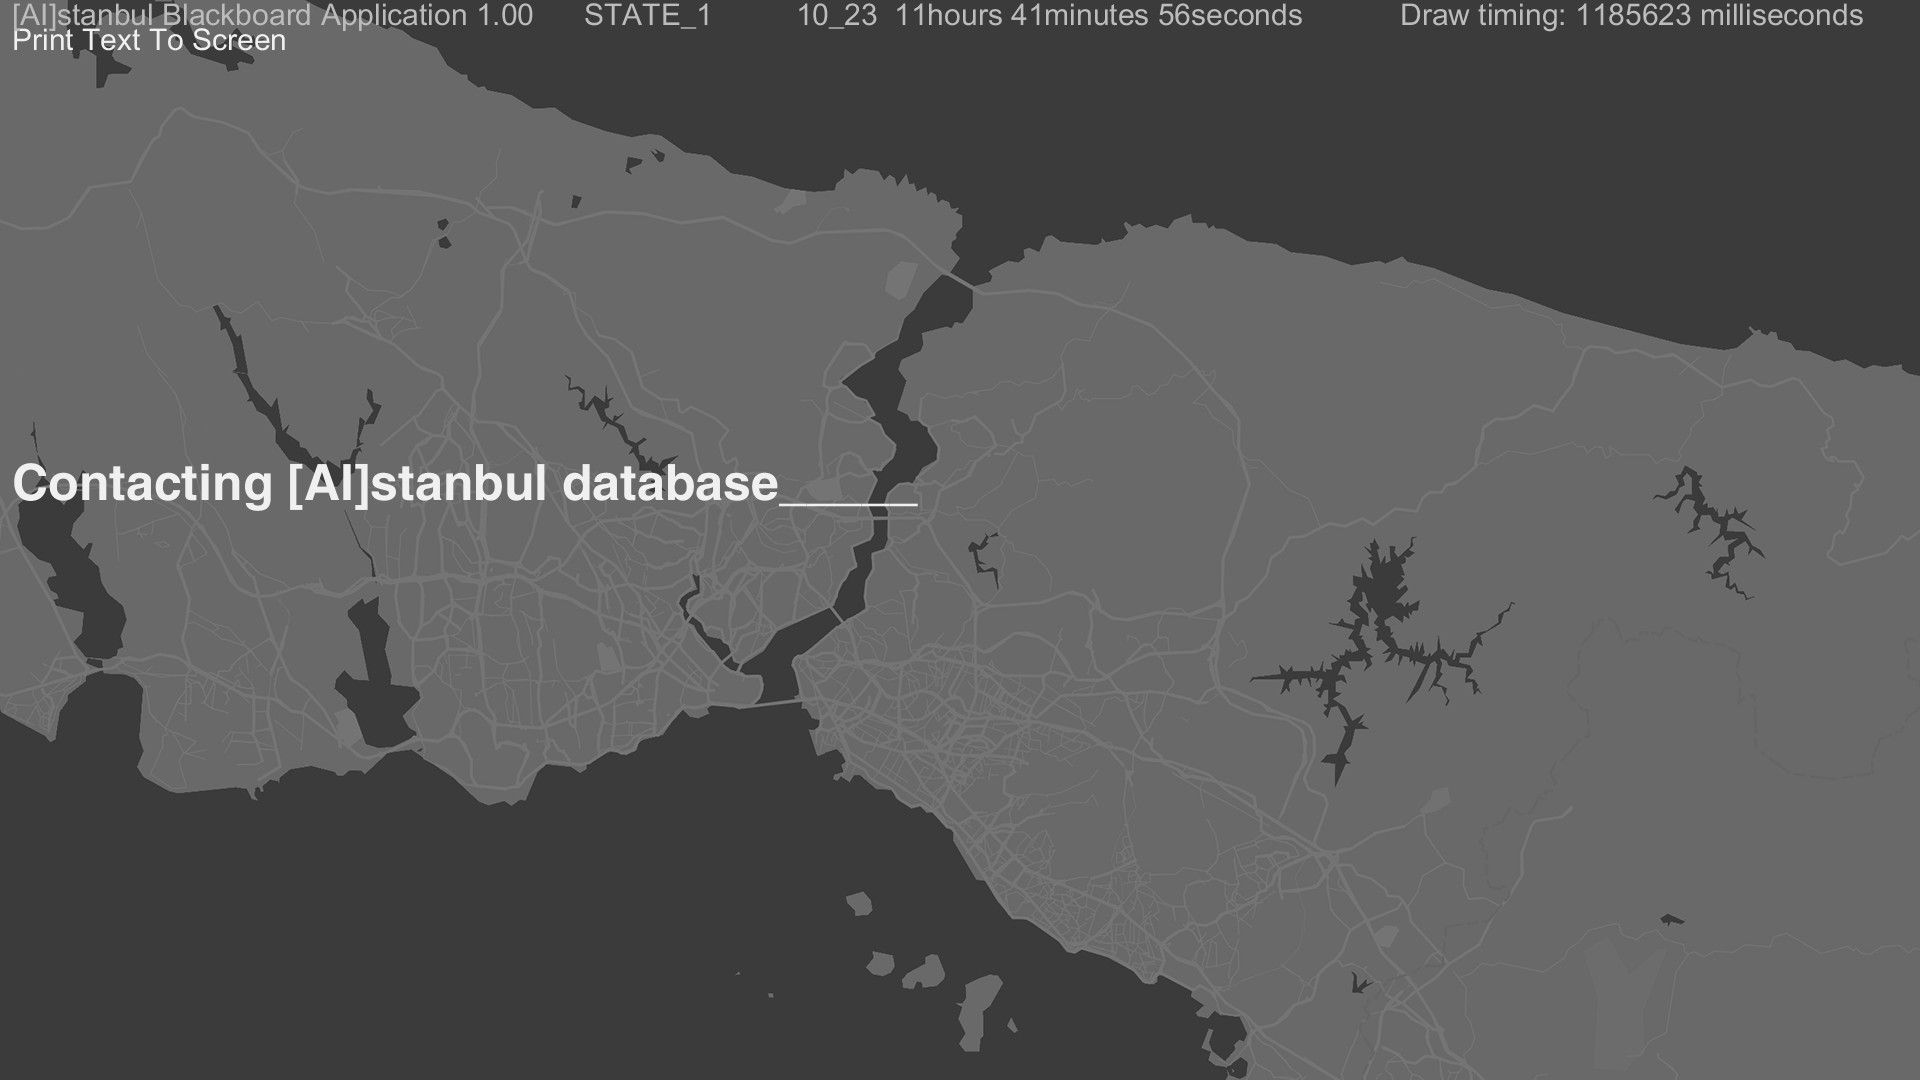 [AI]stanbul Blackboard Application 1.00 STATE_1 10_23 11hours 41minutes 56seconds Draw timing: 1185623 milliseconds
Print Text To Screen
Contacting [AI]stanbul database_____